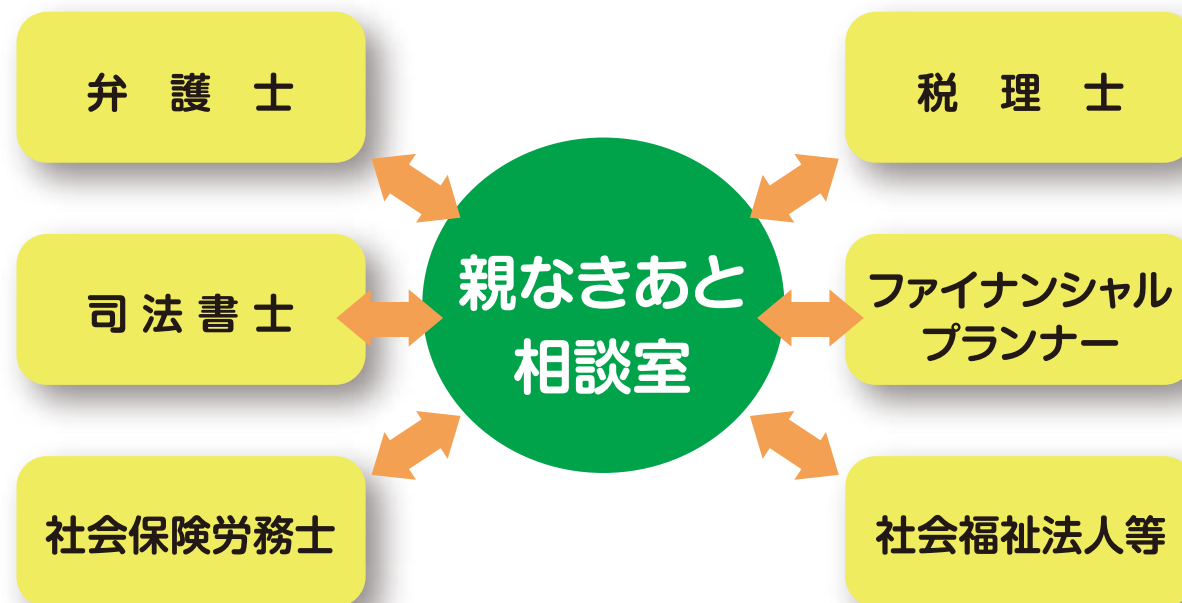 弁護士
税理士
親なきあと
相談室
司法書士
ファイナンシャル
プランナー
社会保険労務士
社会福祉法人等